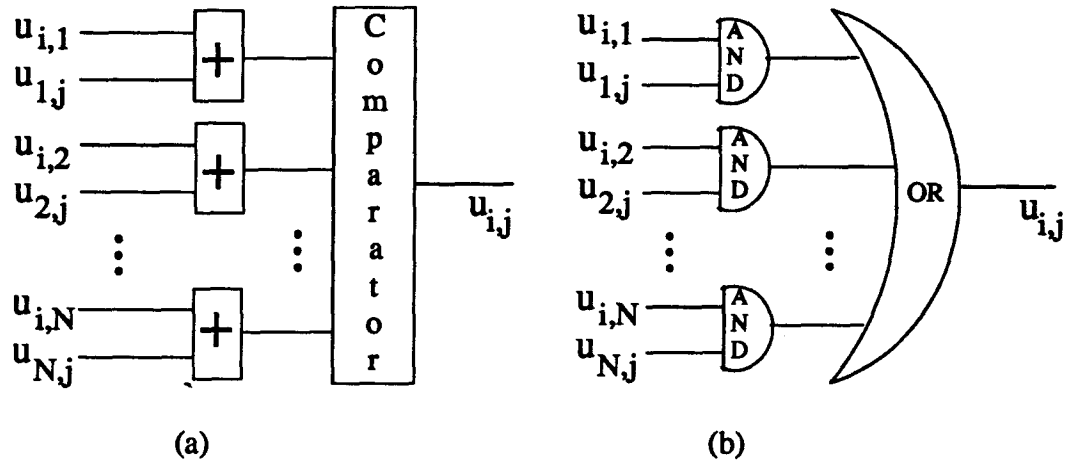 u_{i,1}
u_{1,j}
+
u_{i,2}
u_{2,j}
+
u_{i,N}
u_{N,j}
+
Comparator
u_{i,j}
(a)
u_{i,1}
u_{1,j}
AND
u_{i,2}
u_{2,j}
AND
u_{i,N}
u_{N,j}
AND
OR
u_{i,j}
(b)